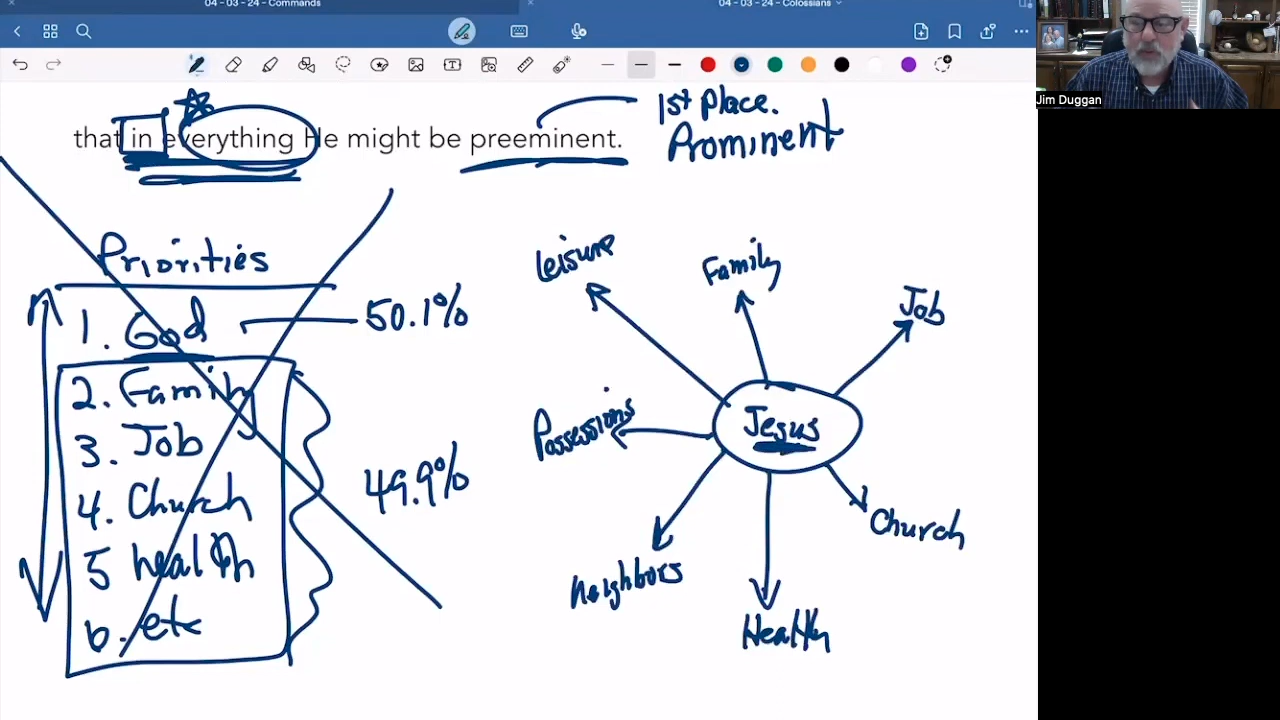 04 - 03 - 24 - Commands
04 - 03 - 24 - Colossians
Jim Duggan
that in everything He might be preeminent.
1st Place.
Prominent
Priorities
1. God
50.1%
2. Family
3. Job
4. Church
5 health
6. etc
49.9%
Leisure
Family
Job
Possessions
Jesus
Church
Neighbors
Health